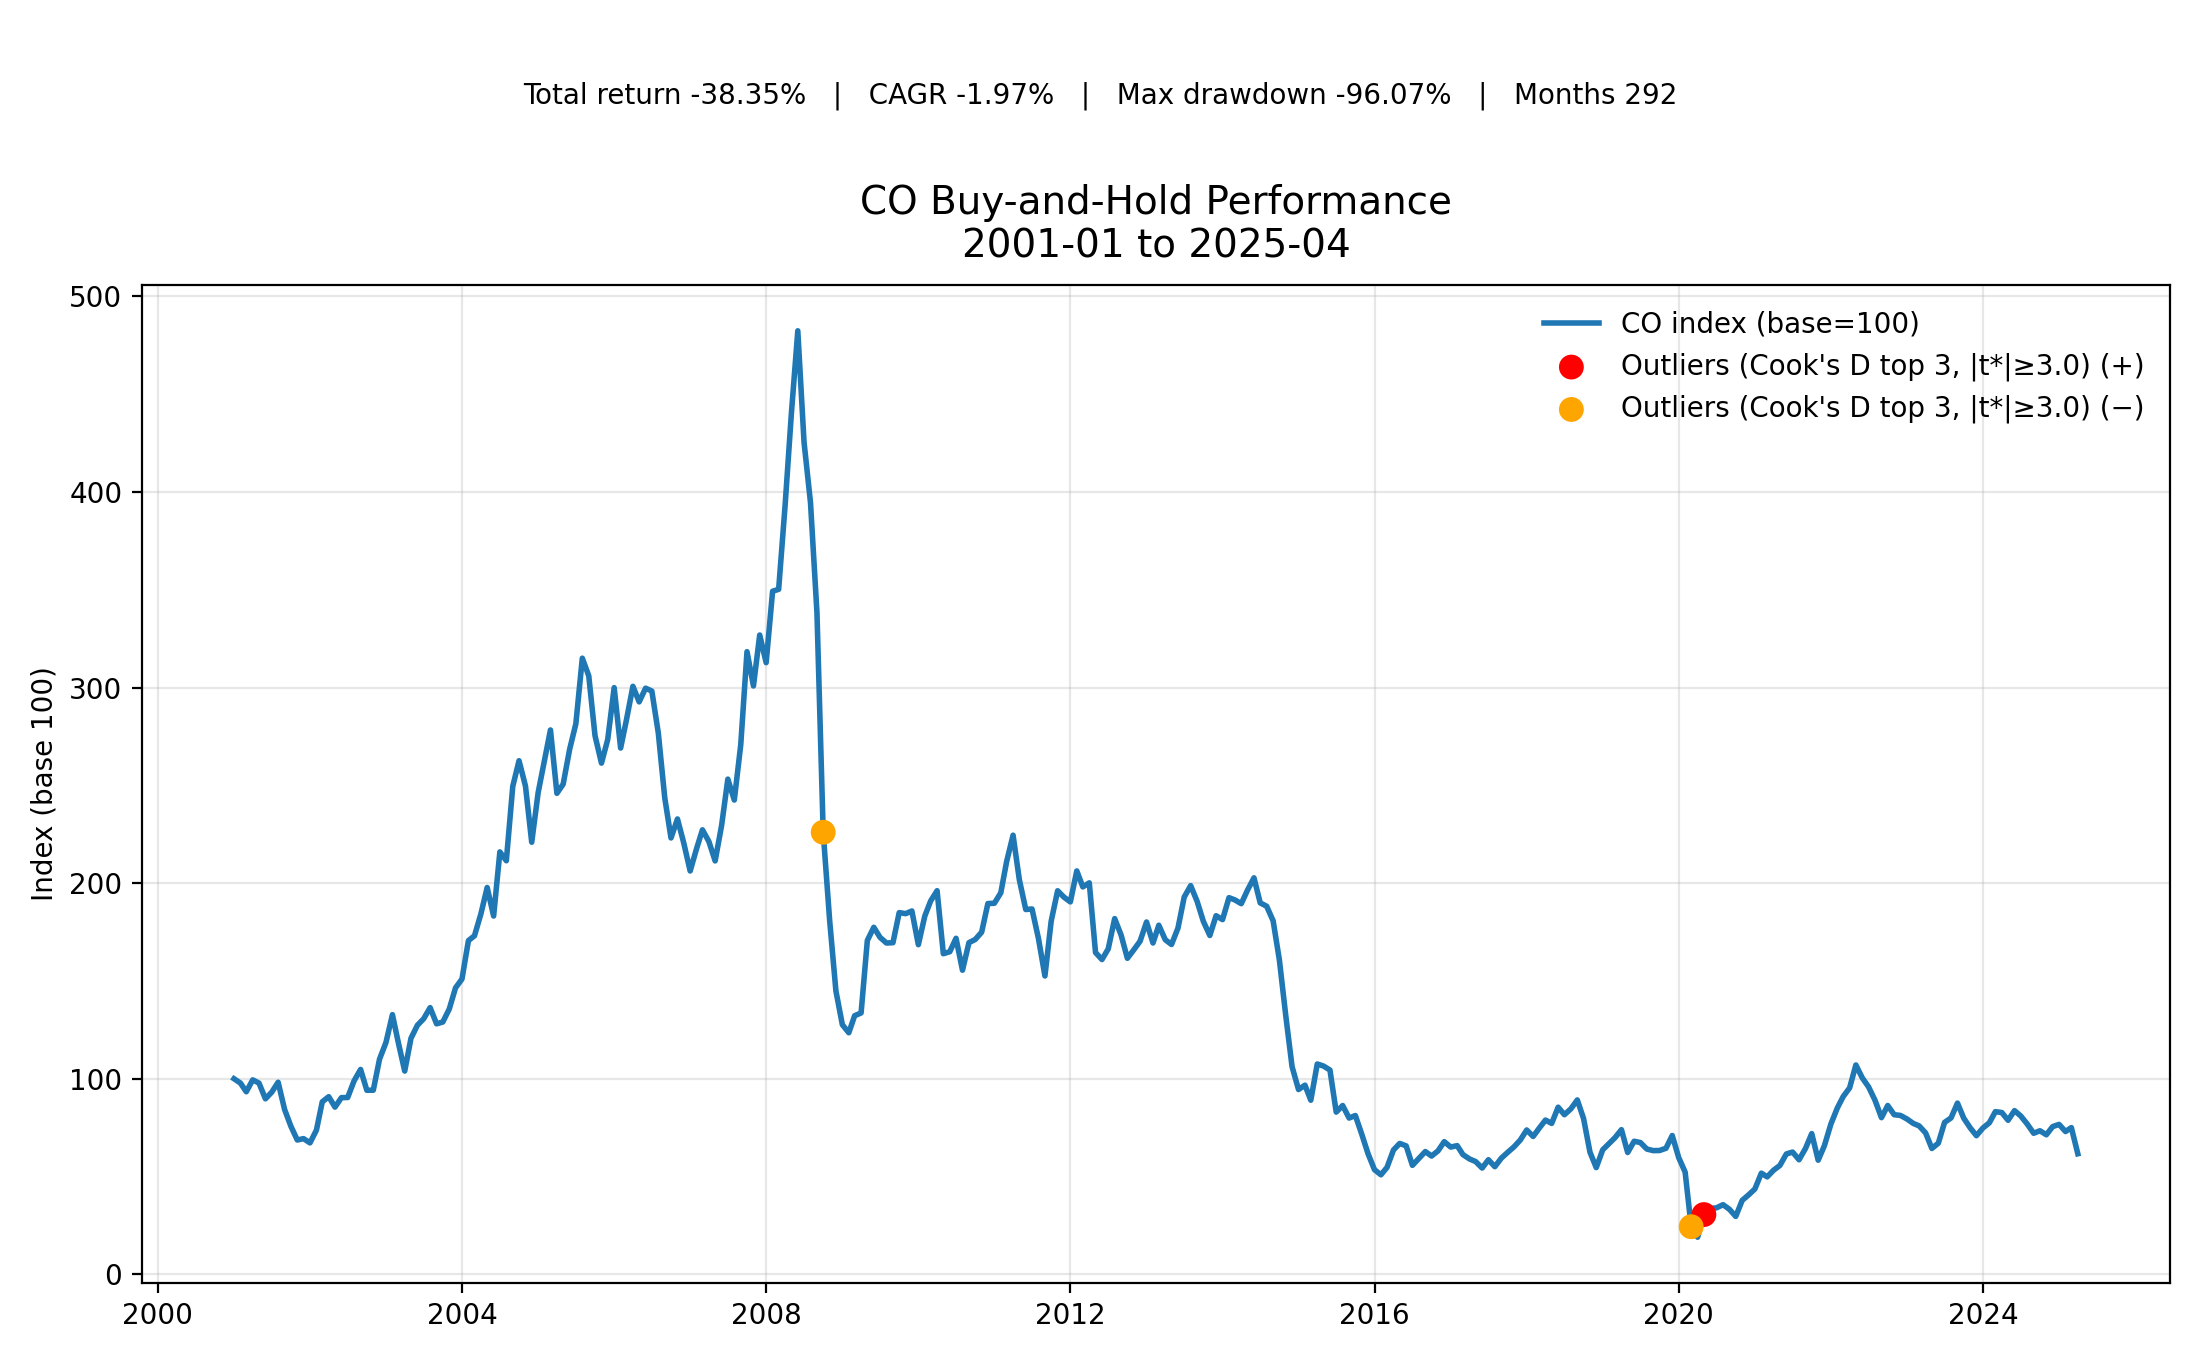 Total return -38.35%   |   CAGR -1.97%   |   Max drawdown -96.07%   |   Months 292
CO Buy-and-Hold Performance
2001-01 to 2025-04
500
400
300
200
100
0
Index (base 100)
CO index (base=100)
Outliers (Cook's D top 3, |t*|≥3.0) (+)
Outliers (Cook's D top 3, |t*|≥3.0) (−)
2000 2004 2008 2012 2016 2020 2024